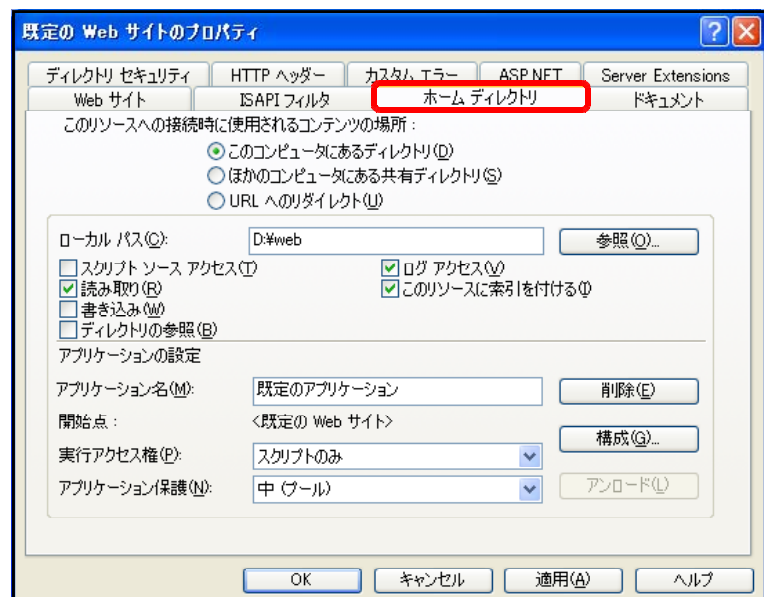 既定の Web サイトのプロパティ
ディレクトリ セキュリティ HTTP ヘッダー カスタム エラー ASP.NET Server Extensions
Web サイト ISAPI フィルタ ホーム ディレクトリ ドキュメント
このリソースへの接続時に使用されるコンテンツの場所 :
このコンピュータにあるディレクトリ(D)
ほかのコンピュータにある共有ディレクトリ(S)
URL へのリダイレクト(U)
ローカル パス(C): D:¥web 参照(O)...
スクリプト ソース アクセス(T) ログ アクセス(V)
読み取り(R) このリソースに索引を付ける(I)
書き込み(W)
ディレクトリの参照(B)
アプリケーションの設定
アプリケーション名(M): 既定のアプリケーション 削除(E)
開始点 : <既定の Web サイト>
構成(G)...
実行アクセス権(P): スクリプトのみ
アプリケーション保護(N): 中 (プール) アンロード(L)
OK キャンセル 適用(A) ヘルプ